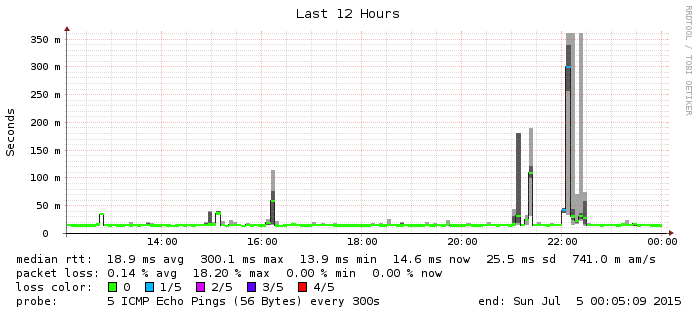 Last 12 Hours
RRDTOOL / TOBI OETIKER
Seconds
350 m
300 m
250 m
200 m
150 m
100 m
50 m
0
14:00 16:00 18:00 20:00 22:00 00:00
median rtt: 18.9 ms avg 300.1 ms max 13.9 ms min 14.6 ms now 25.5 ms sd 741.0 m am/s
packet loss: 0.14 % avg 18.20 % max 0.00 % min 0.00 % now
loss color: 0 1/5 2/5 3/5 4/5
probe: 5 ICMP Echo Pings (56 Bytes) every 300s end: Sun Jul 5 00:05:09 2015